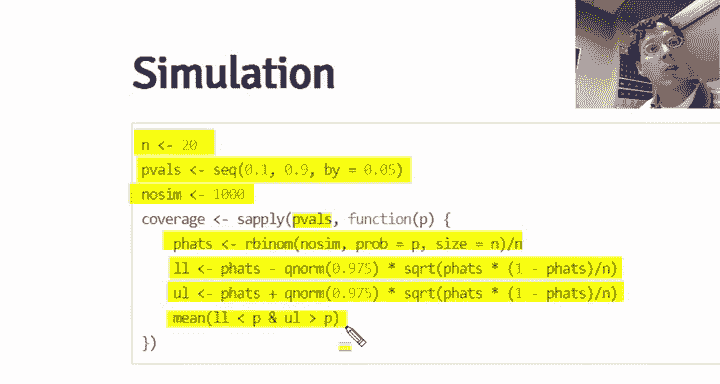 Simulation
n <- 20
pvals <- seq(0.1, 0.9, by = 0.05)
nosim <- 1000
coverage <- sapply(pvals, function(p) {
phats <- rbinom(nosim, prob = p, size = n)/n
ll <- phats - qnorm(0.975) * sqrt(phats * (1 - phats)/n)
ul <- phats + qnorm(0.975) * sqrt(phats * (1 - phats)/n)
mean(ll < p & ul > p)
})